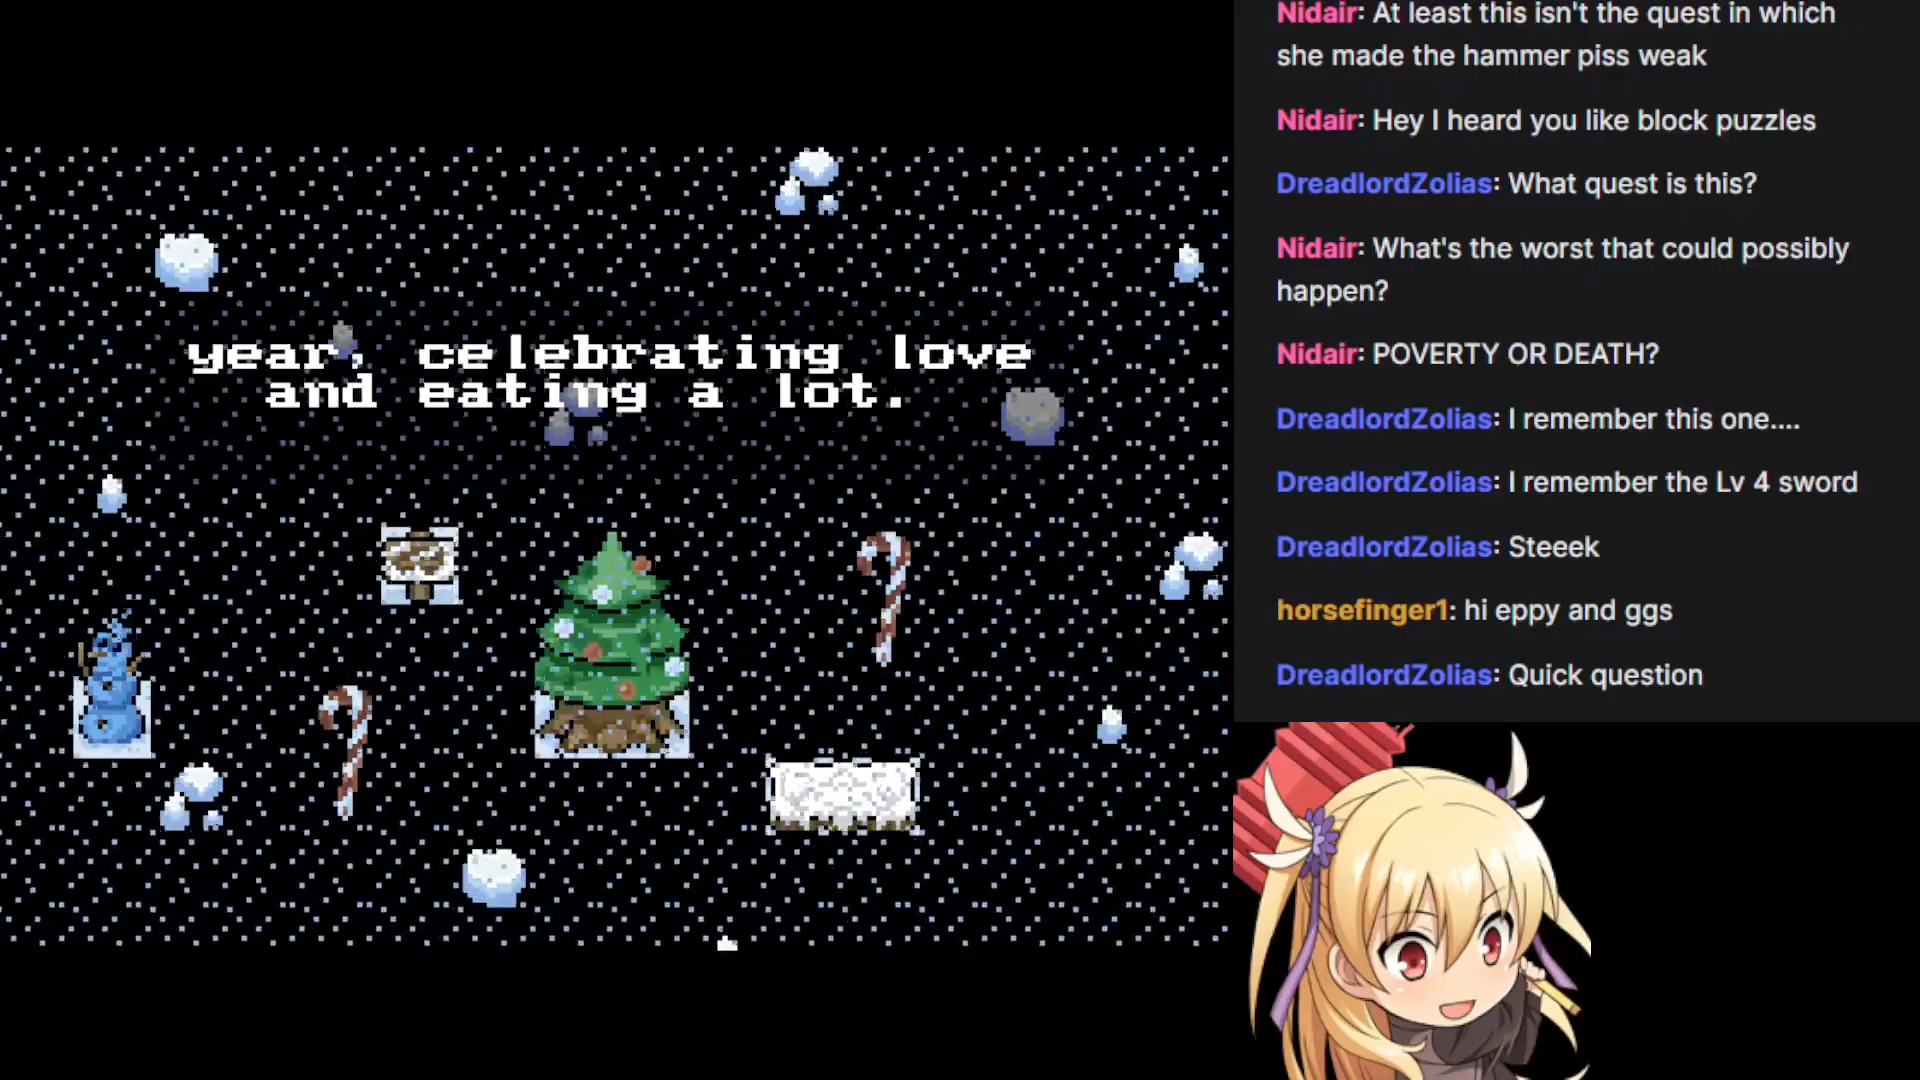 year, celebrating love
and eating a lot.
Nidair: At least this isn't the quest in which
she made the hammer piss weak
Nidair: Hey I heard you like block puzzles
DreadlordZolias: What quest is this?
Nidair: What's the worst that could possibly
happen?
Nidair: POVERTY OR DEATH?
DreadlordZolias: I remember this one....
DreadlordZolias: I remember the Lv 4 sword
DreadlordZolias: Steeek
horsefinger1: hi eppy and ggs
DreadlordZolias: Quick question